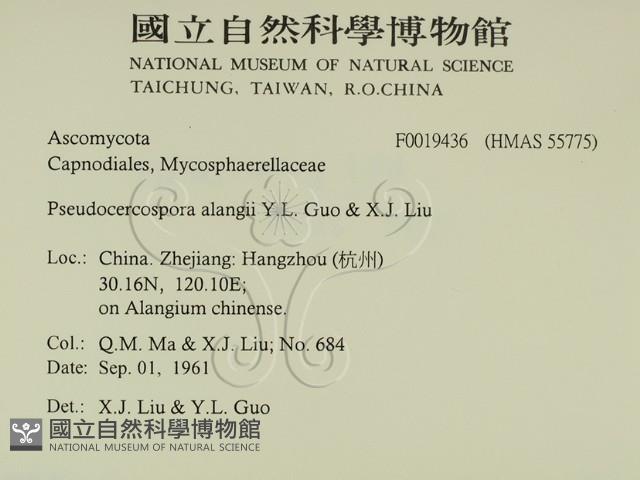 國立自然科學博物館
NATIONAL MUSEUM OF NATURAL SCIENCE
TAICHUNG, TAIWAN, R.O.CHINA
Ascomycota F0019436 (HMAS 55775)
Capnodiales, Mycosphaerellaceae
Pseudocercospora alangii Y.L. Guo & X.J. Liu
Loc.: China. Zhejiang: Hangzhou (杭州)
30.16N, 120.10E;
on Alangium chinense.
Col.: Q.M. Ma & X.J. Liu; No. 684
Date: Sep. 01, 1961
Det.: X.J. Liu & Y.L. Guo
國立自然科學博物館
NATIONAL MUSEUM OF NATURAL SCIENCE